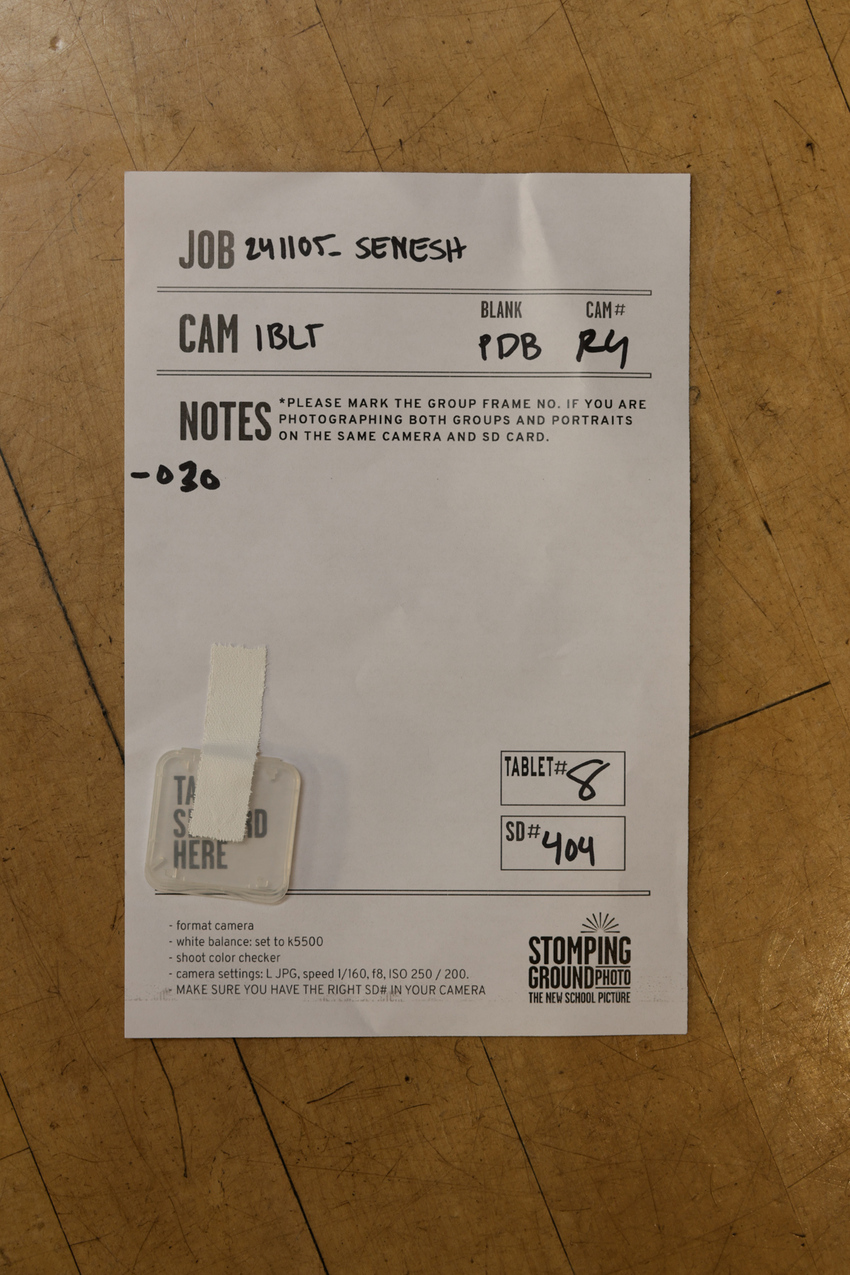 JOB 241105_ SENESH
BLANK CAM#
CAM 1BLT PDB R4
NOTES *PLEASE MARK THE GROUP FRAME NO. IF YOU ARE
PHOTOGRAPHING BOTH GROUPS AND PORTRAITS
ON THE SAME CAMERA AND SD CARD.
-030
TABLET# 8
SD# 404
HERE
- format camera
- white balance: set to k5500
- shoot color checker
- camera settings: L JPG, speed 1/160, f8, ISO 250 / 200.
- MAKE SURE YOU HAVE THE RIGHT SD# IN YOUR CAMERA
STOMPING
GROUND PHOTO
THE NEW SCHOOL PICTURE